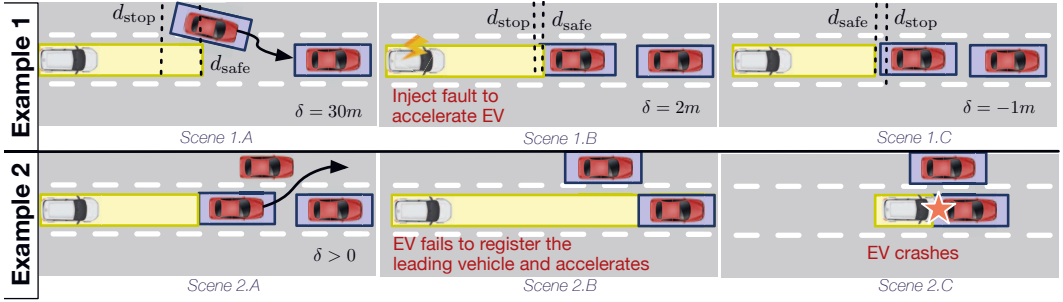 Example 1
d_stop
d_safe
δ = 30m
Scene 1.A
d_stop d_safe
Inject fault to
accelerate EV
δ = 2m
Scene 1.B
d_safe d_stop
δ = −1m
Scene 1.C
Example 2
δ > 0
Scene 2.A
EV fails to register the
leading vehicle and accelerates
Scene 2.B
EV crashes
Scene 2.C